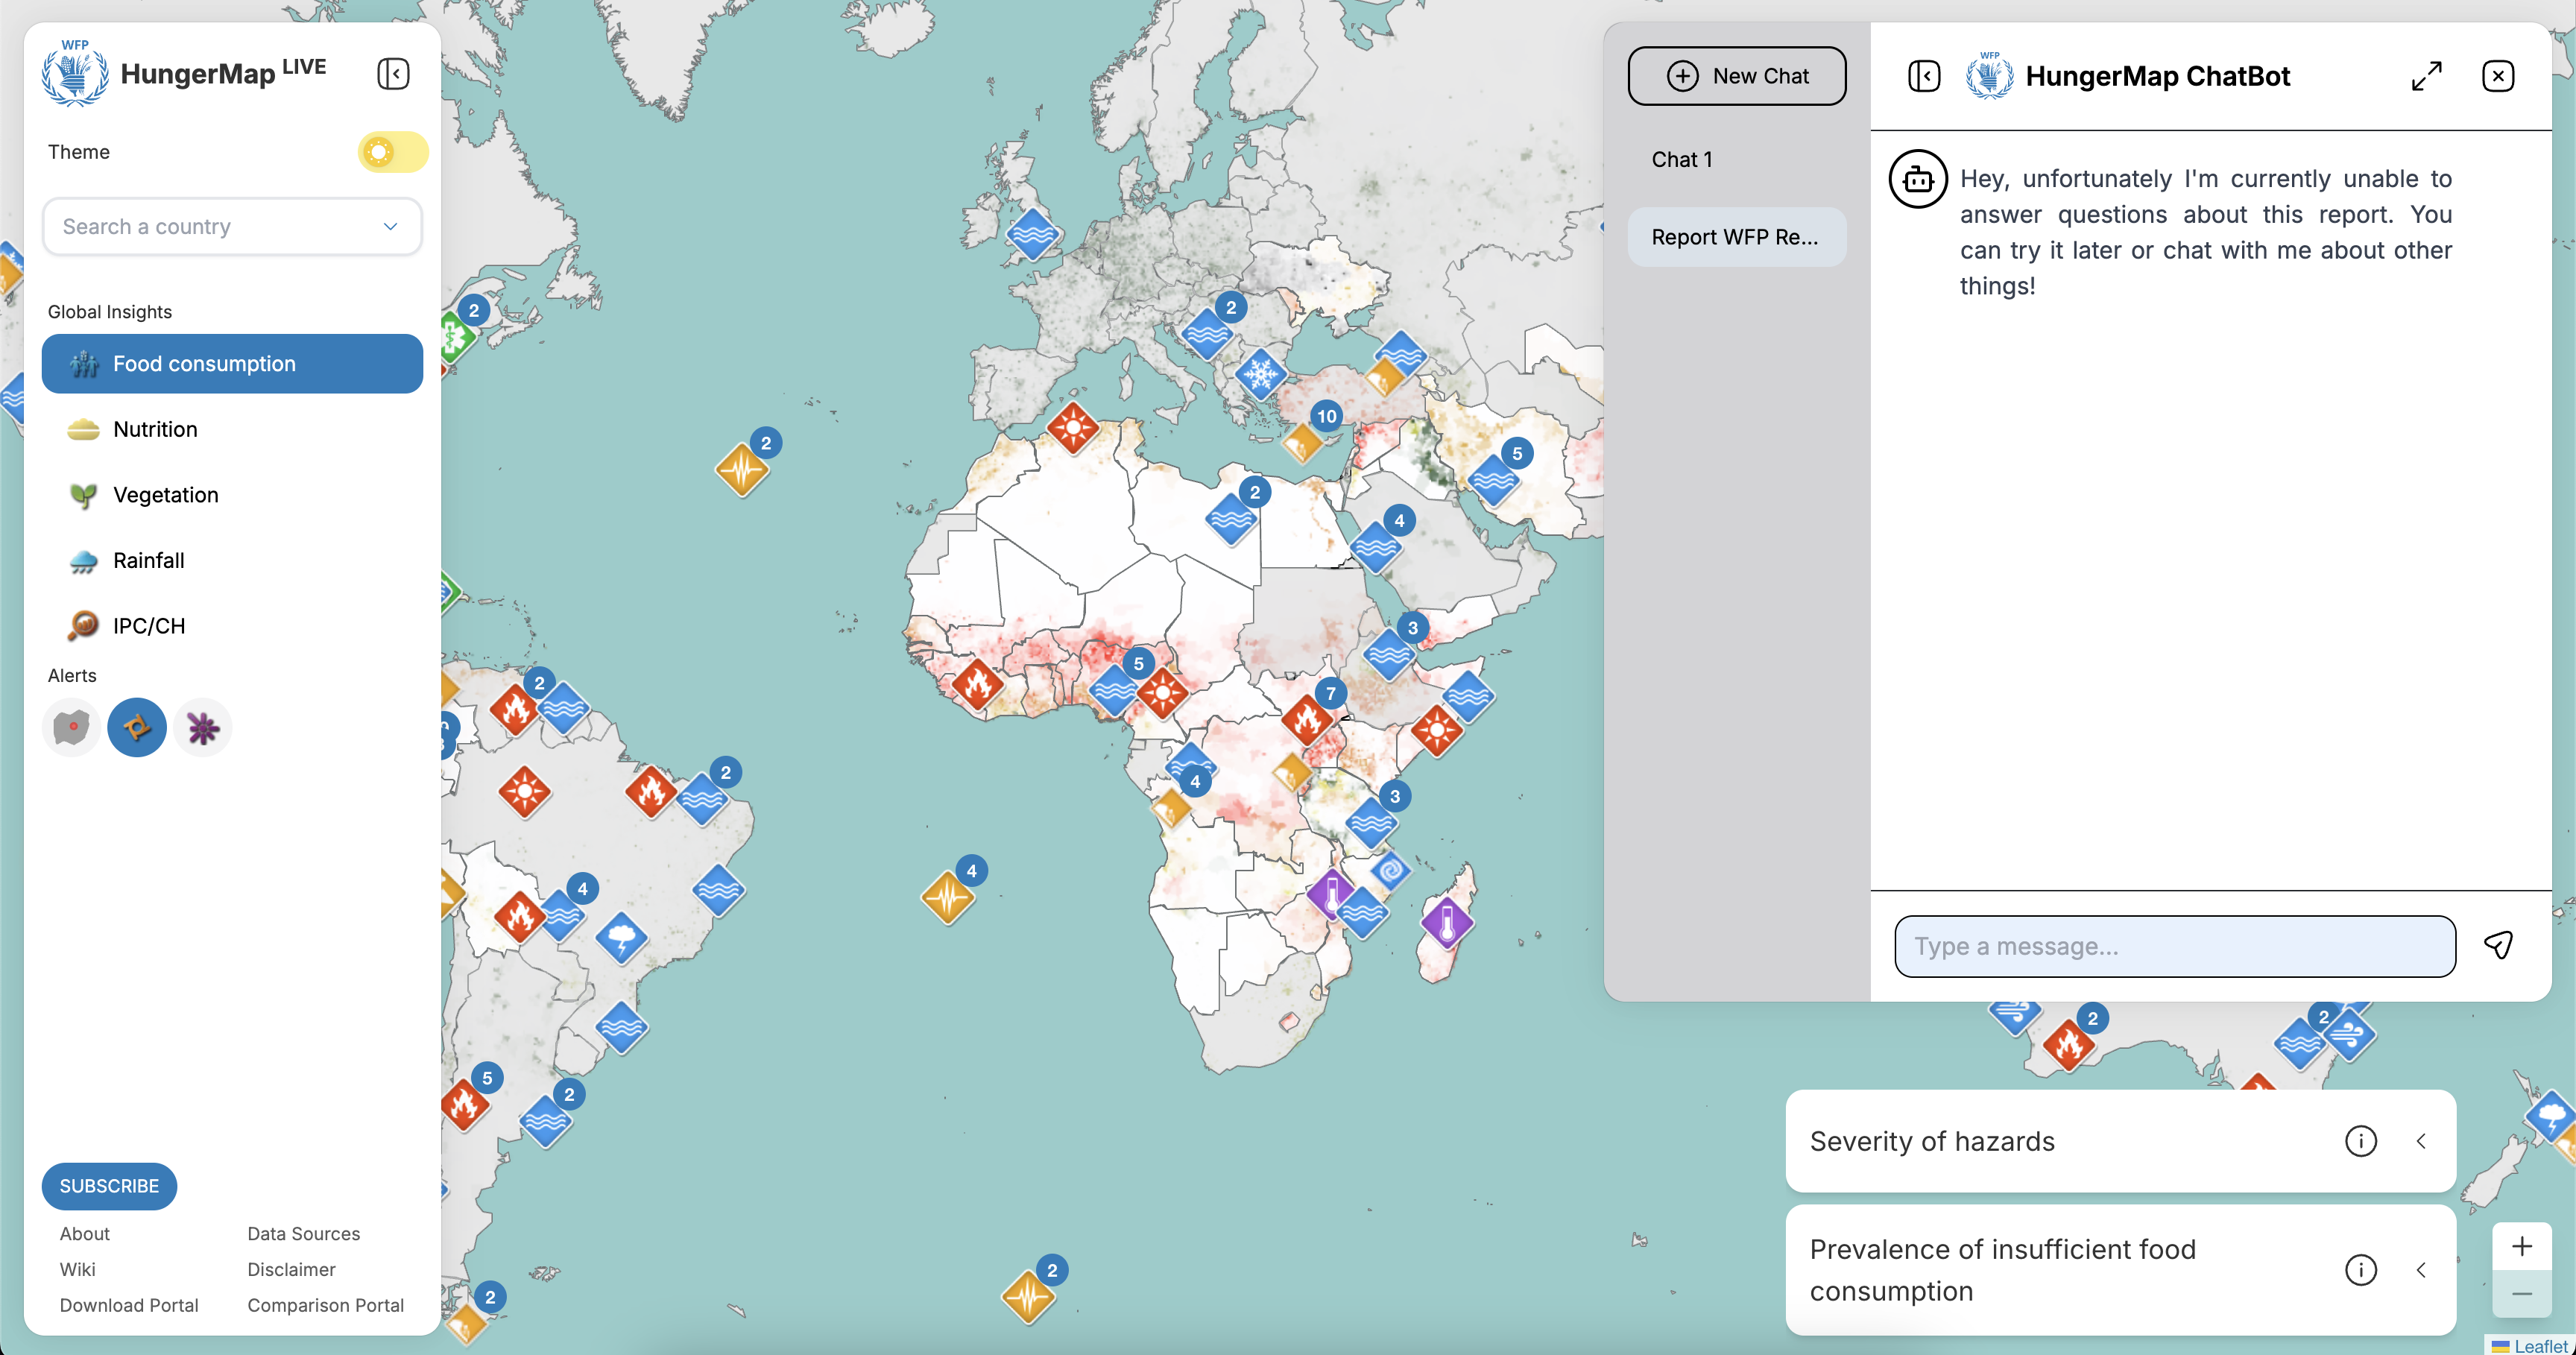 WFP
HungerMap LIVE
Theme
Search a country
Global Insights
Food consumption
Nutrition
Vegetation
Rainfall
IPC/CH
Alerts
SUBSCRIBE
About
Data Sources
Wiki
Disclaimer
Download Portal
Comparison Portal
2
2
2
10
5
2
2
4
3
5
2
7
2
4
3
4
4
5
2
2
2
2
2
New Chat
Chat 1
Report WFP Re...
WFP
HungerMap ChatBot
Hey, unfortunately I'm currently unable to
answer questions about this report. You
can try it later or chat with me about other
things!
Type a message...
Severity of hazards
Prevalence of insufficient food
consumption
+
−
Leaflet